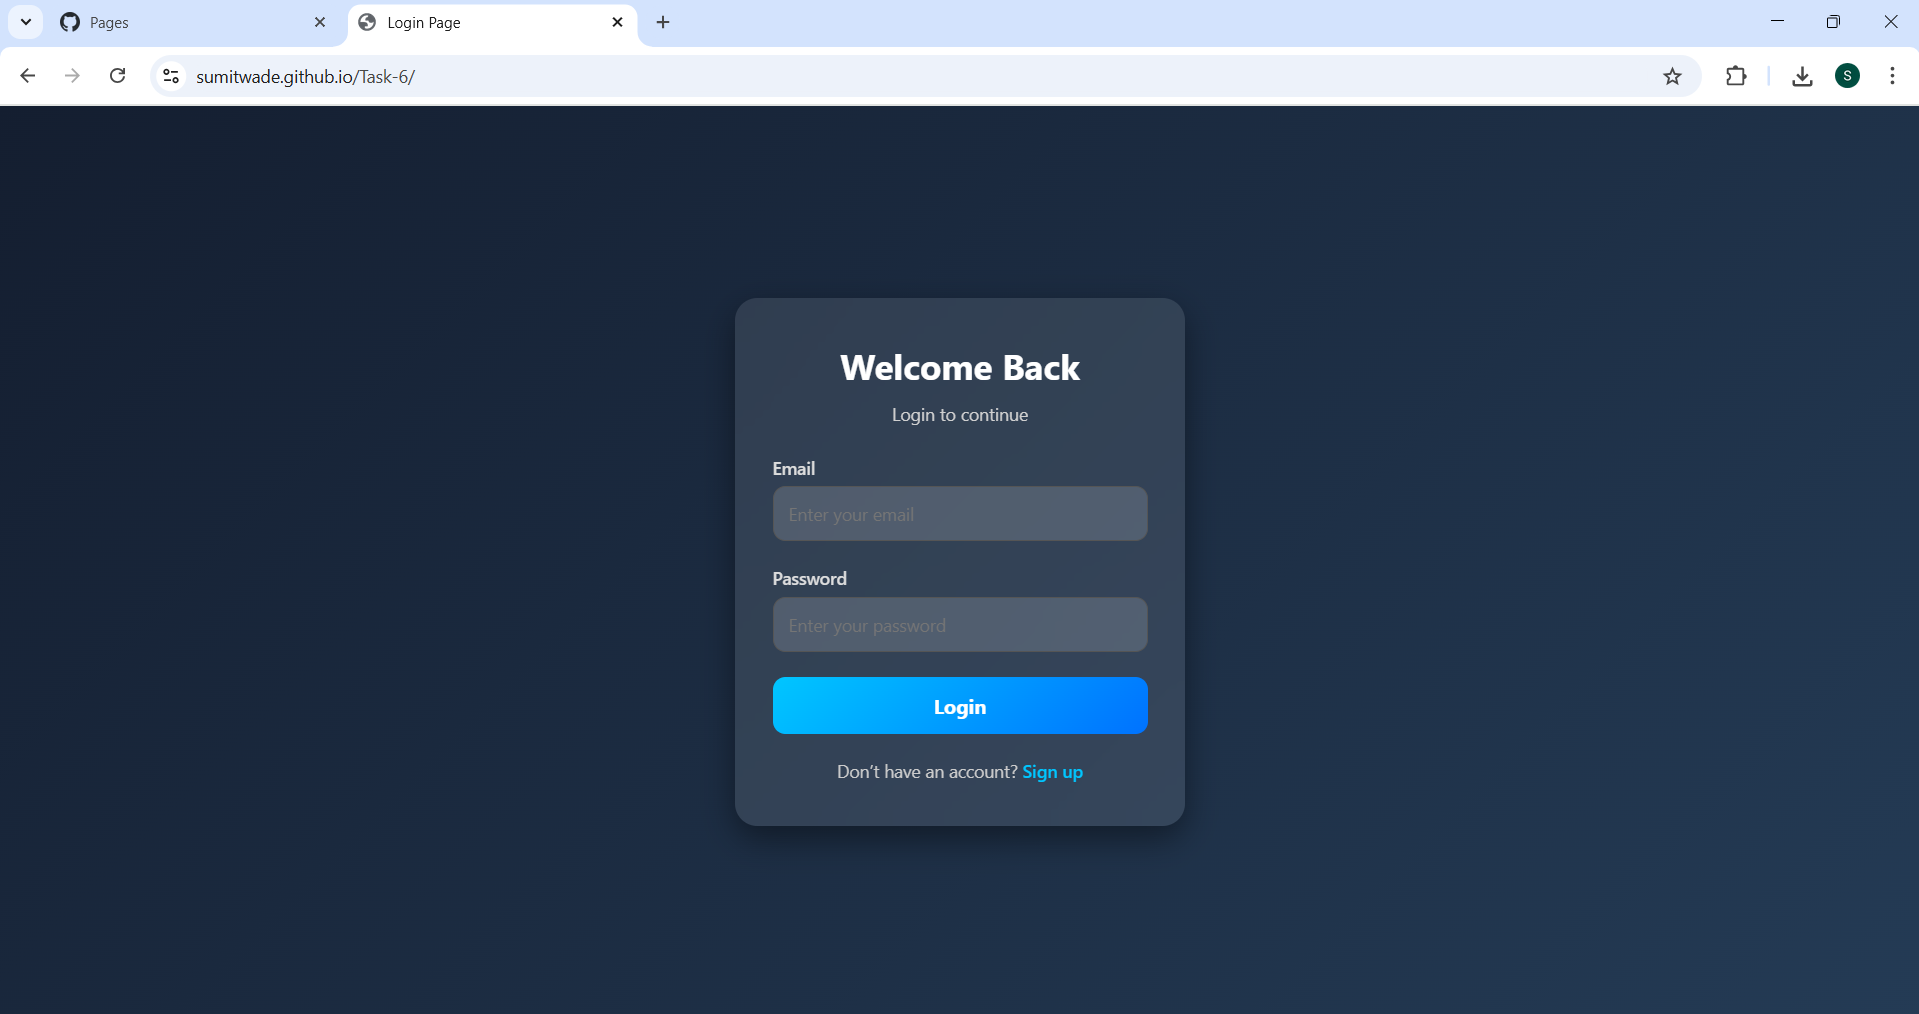 Pages
Login Page
sumitwade.github.io/Task-6/
S
Welcome Back
Login to continue
Email
Enter your email
Password
Enter your password
Login
Don’t have an account? Sign up